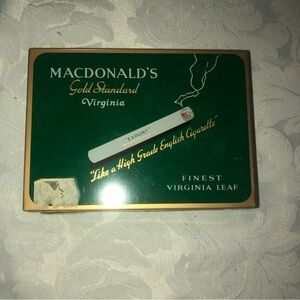 MACDONALD'S
Gold Standard
Virginia
"EXPORT"
"Like a High Grade English Cigarette"
FINEST
VIRGINIA LEAF